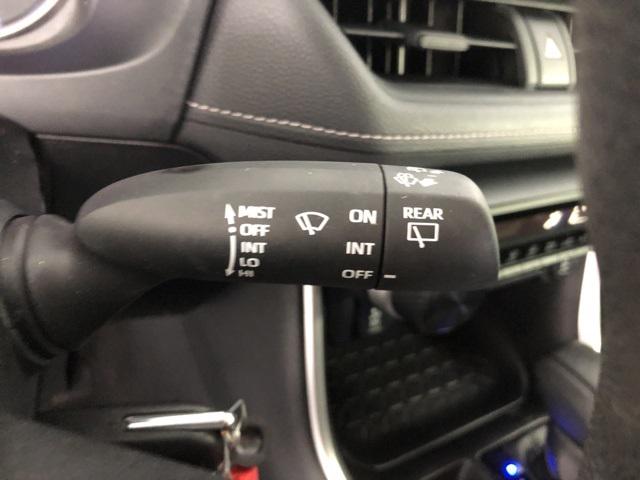 MIST
OFF
INT
LO
HI
ON
INT
OFF
REAR